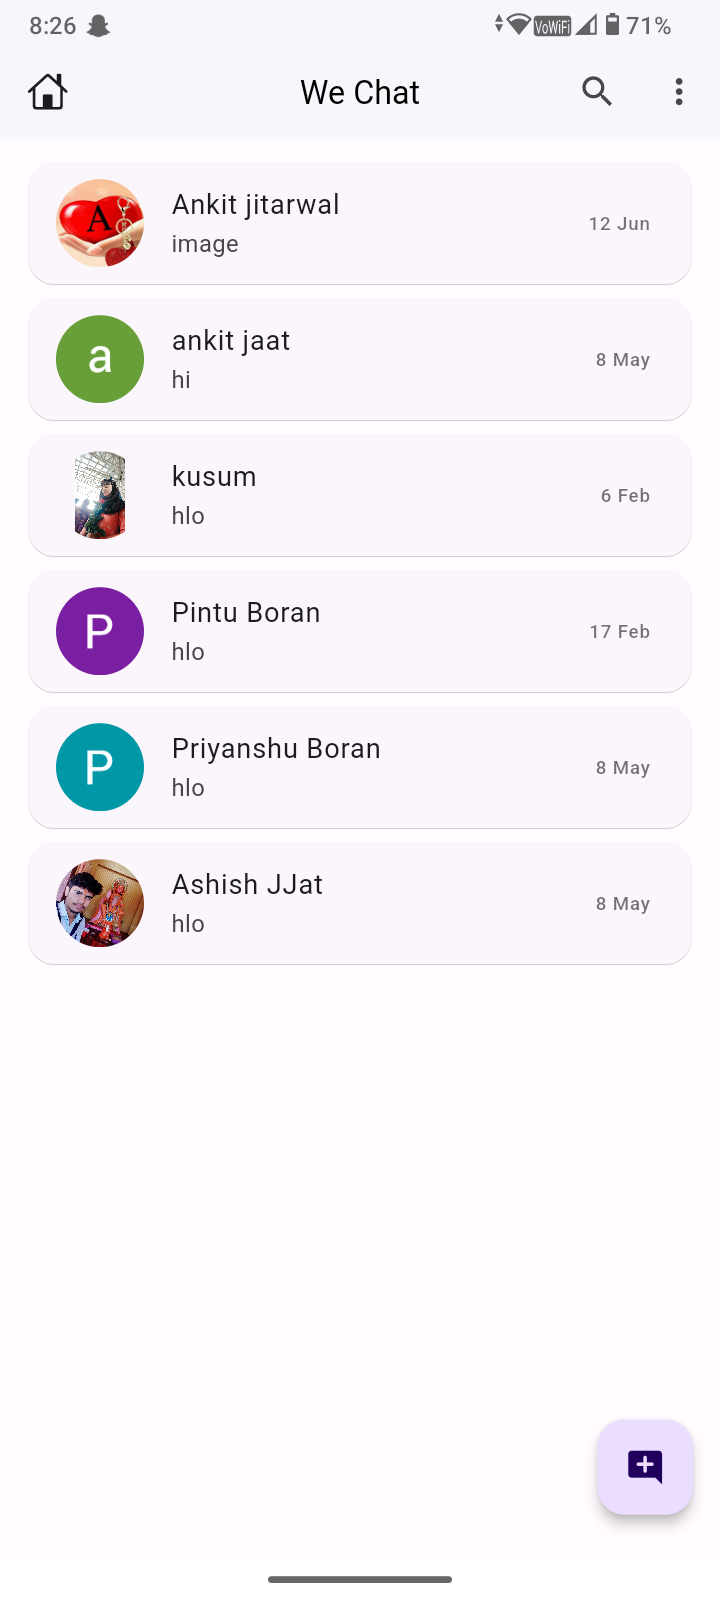 8:26 VoWiFi 71%
We Chat
A
Ankit jitarwal
image
12 Jun
a
ankit jaat
hi
8 May
kusum
hlo
6 Feb
P
Pintu Boran
hlo
17 Feb
P
Priyanshu Boran
hlo
8 May
Ashish JJat
hlo
8 May